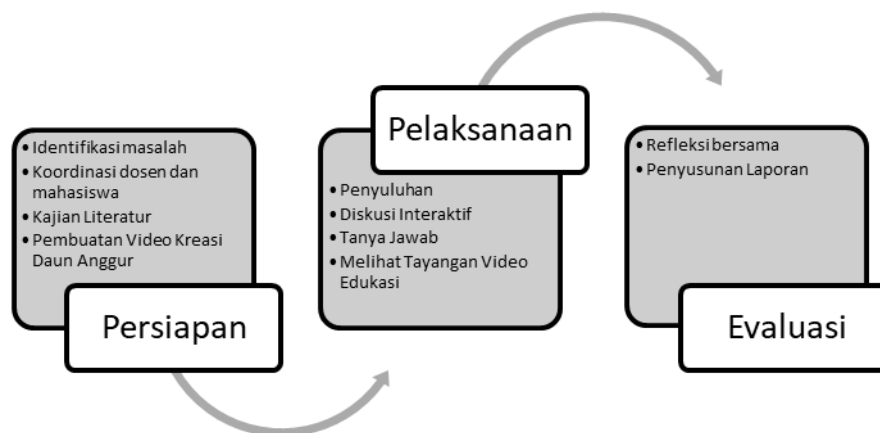 • Identifikasi masalah
• Koordinasi dosen dan
mahasiswa
• Kajian Literatur
• Pembuatan Video Kreasi
Daun Anggur
Persiapan
Pelaksanaan
• Penyuluhan
• Diskusi Interaktif
• Tanya Jawab
• Melihat Tayangan Video
Edukasi
• Refleksi bersama
• Penyusunan Laporan
Evaluasi